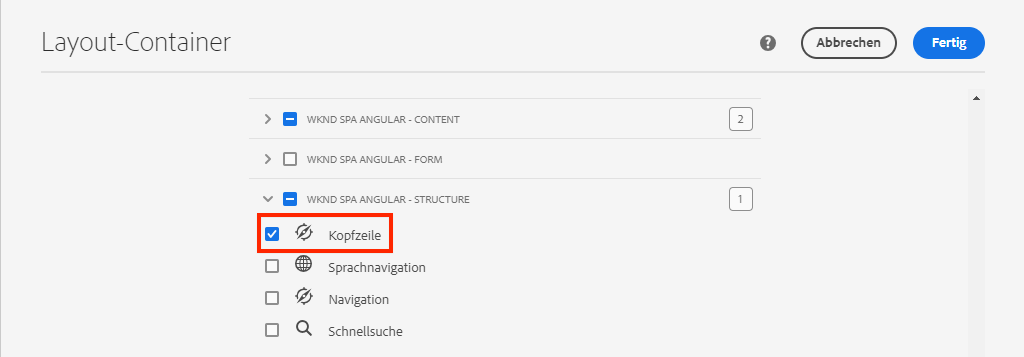 Layout-Container
?
Abbrechen
Fertig
WKND SPA ANGULAR - CONTENT
2
WKND SPA ANGULAR - FORM
WKND SPA ANGULAR - STRUCTURE
1
Kopfzeile
Sprachnavigation
Navigation
Schnellsuche